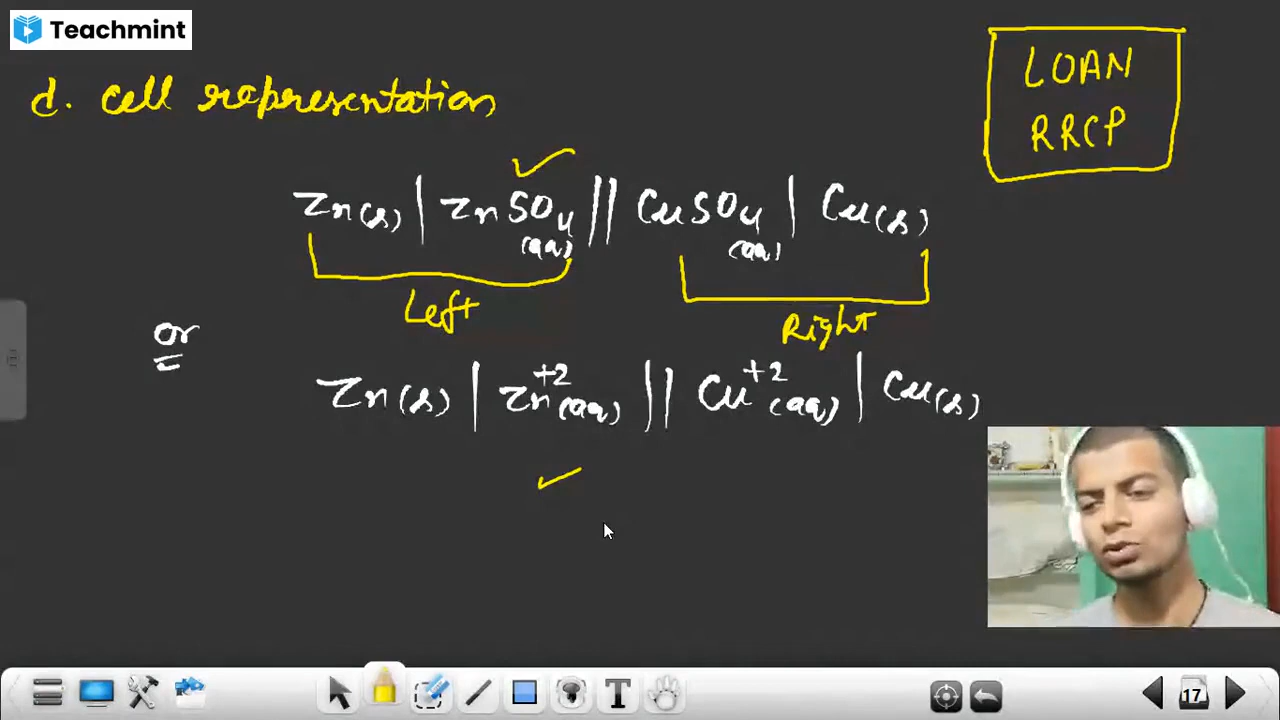 Teachmint
d. cell representation
LOAN
RRCP
Zn(s) | ZnSO4 (aq) || CuSO4 (aq) | Cu(s)
Left
Right
or
Zn(s) | Zn+2 (aq) || Cu+2 (aq) | Cu(s)
17